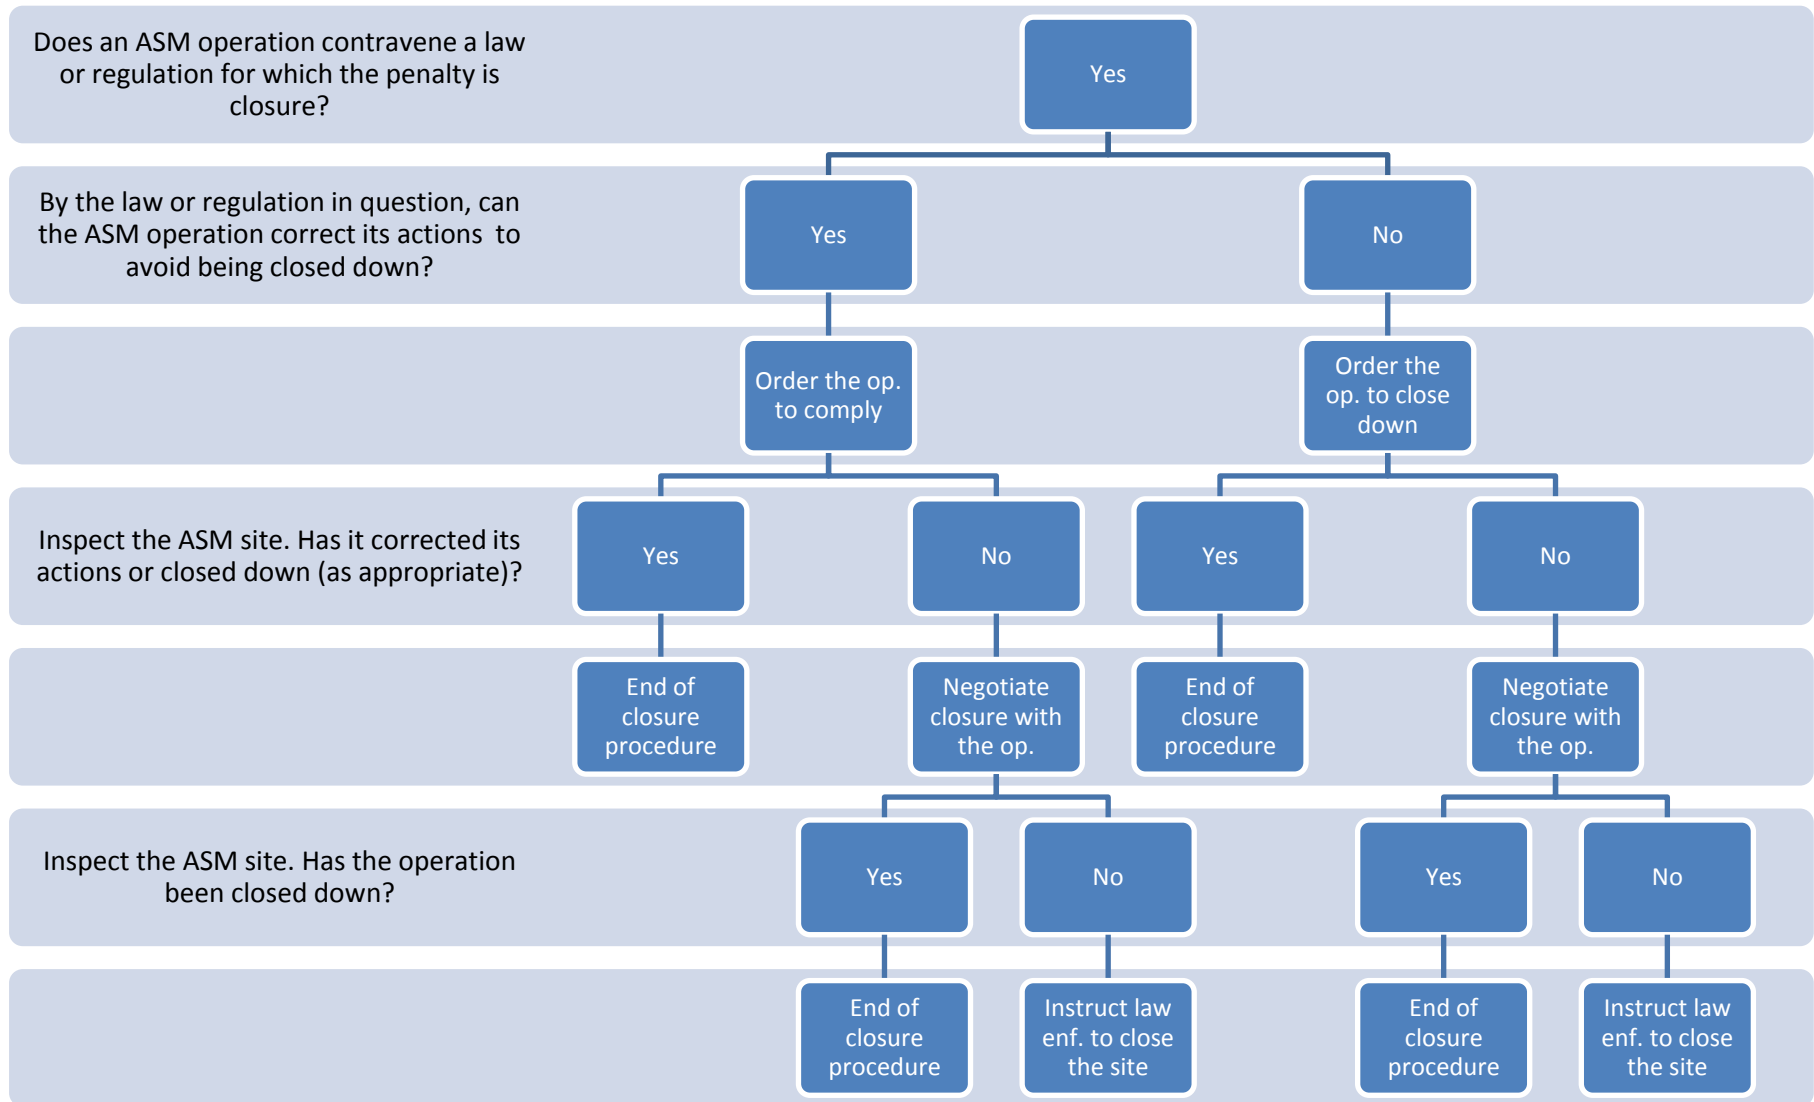 Does an ASM operation contravene a law
or regulation for which the penalty is
closure?
Yes
By the law or regulation in question, can
the ASM operation correct its actions to
avoid being closed down?
Yes
No
Order the op.
to comply
Order the
op. to close
down
Inspect the ASM site. Has it corrected its
actions or closed down (as appropriate)?
Yes
No
Yes
No
End of
closure
procedure
Negotiate
closure with
the op.
End of
closure
procedure
Negotiate
closure with
the op.
Inspect the ASM site. Has the operation
been closed down?
Yes
No
Yes
No
End of
closure
procedure
Instruct law
enf. to close
the site
End of
closure
procedure
Instruct law
enf. to close
the site